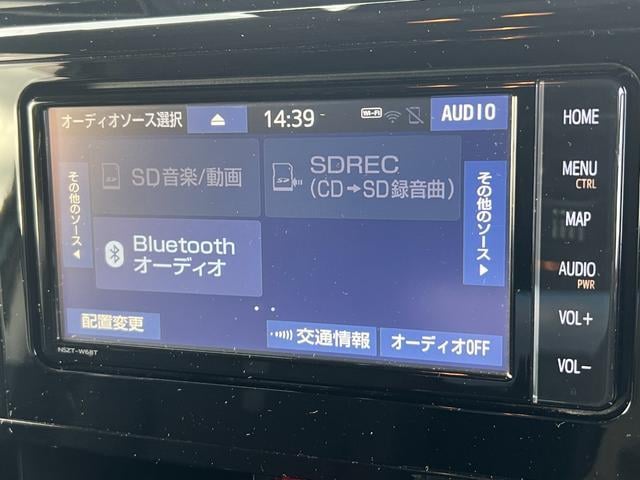 オーディオソース選択
14:39
Wi-Fi
AUDIO
その他のソース
SD音楽/動画
SDREC
(CD→SD録音曲)
その他のソース
Bluetooth
オーディオ
配置変更
交通情報
オーディオOFF
NSZT-W68T
HOME
MENU
CTRL
MAP
AUDIO
PWR
VOL+
VOL-